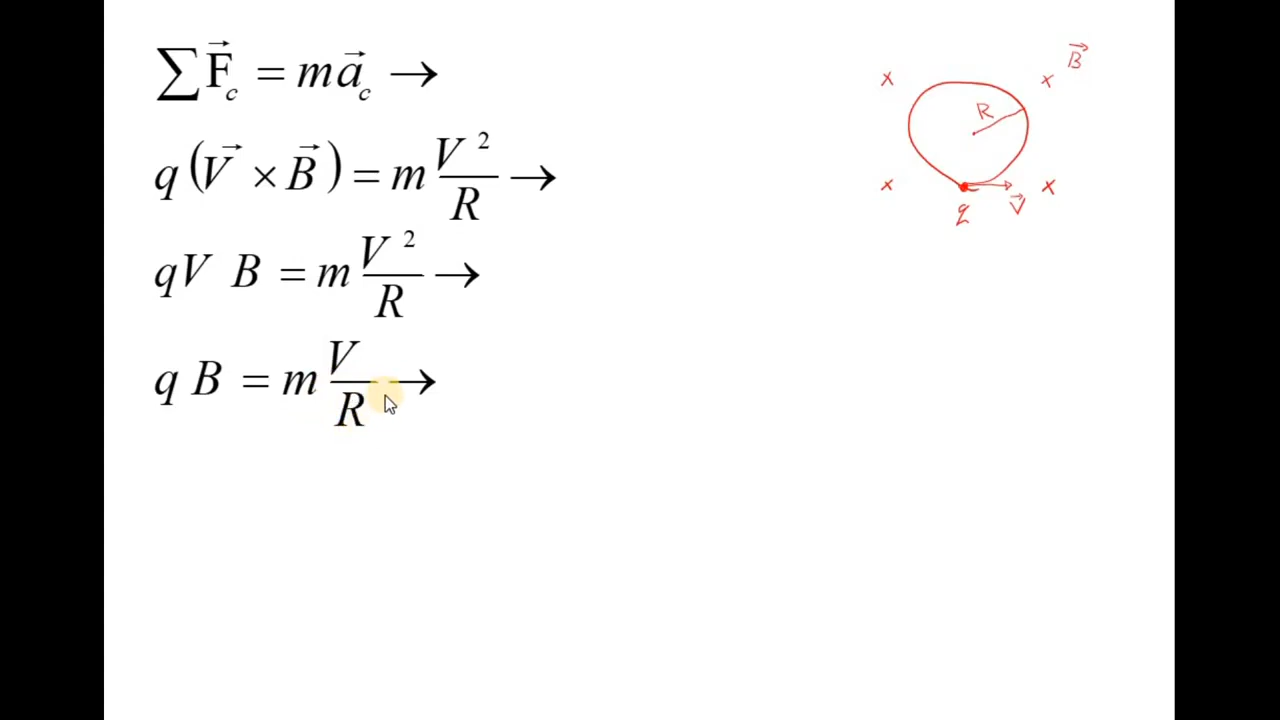 ∑F⃗c = ma⃗c →
q(V⃗ × B⃗) = m V²/R →
qV B = m V²/R →
q B = m V/R →
B⃗
x x
R
x x
V⃗
q